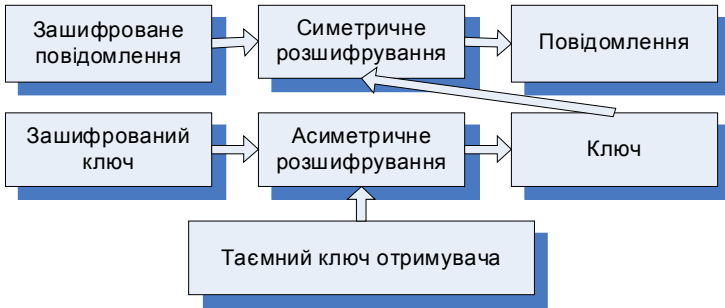 Зашифроване
повідомлення
Симетричне
розшифрування
Повідомлення
Зашифрований
ключ
Асиметричне
розшифрування
Ключ
Таємний ключ отримувача